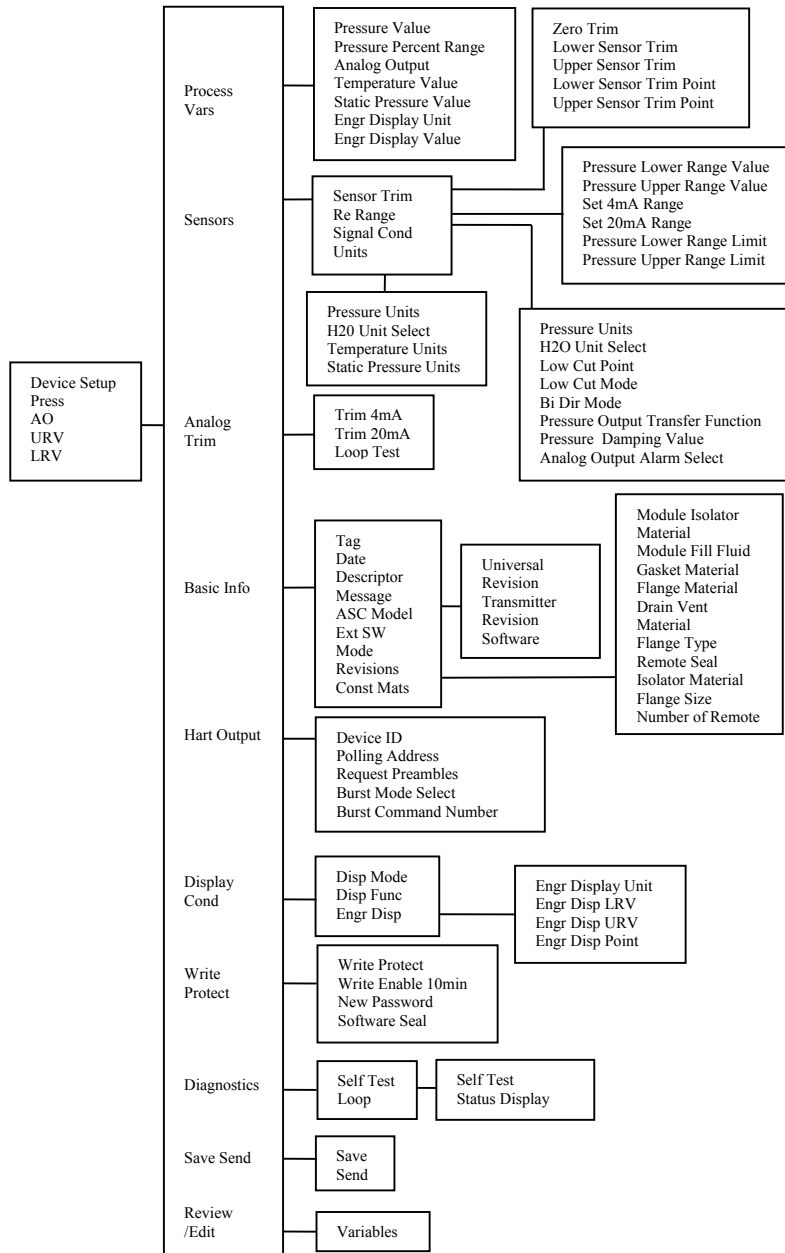 Process
Vars
Pressure Value
Pressure Percent Range
Analog Output
Temperature Value
Static Pressure Value
Engr Display Unit
Engr Display Value
Zero Trim
Lower Sensor Trim
Upper Sensor Trim
Lower Sensor Trim Point
Upper Sensor Trim Point
Sensors
Sensor Trim
Re Range
Signal Cond
Units
Pressure Lower Range Value
Pressure Upper Range Value
Set 4mA Range
Set 20mA Range
Pressure Lower Range Limit
Pressure Upper Range Limit
Pressure Units
H20 Unit Select
Temperature Units
Static Pressure Units
Pressure Units
H2O Unit Select
Low Cut Point
Low Cut Mode
Bi Dir Mode
Pressure Output Transfer Function
Pressure Damping Value
Analog Output Alarm Select
Device Setup
Press
AO
URV
LRV
Analog
Trim
Trim 4mA
Trim 20mA
Loop Test
Basic Info
Tag
Date
Descriptor
Message
ASC Model
Ext SW
Mode
Revisions
Const Mats
Universal
Revision
Transmitter
Revision
Software
Module Isolator
Material
Module Fill Fluid
Gasket Material
Flange Material
Drain Vent
Material
Flange Type
Remote Seal
Isolator Material
Flange Size
Number of Remote
Hart Output
Device ID
Polling Address
Request Preambles
Burst Mode Select
Burst Command Number
Display
Cond
Disp Mode
Disp Func
Engr Disp
Engr Display Unit
Engr Disp LRV
Engr Disp URV
Engr Disp Point
Write
Protect
Write Protect
Write Enable 10min
New Password
Software Seal
Diagnostics
Self Test
Loop
Self Test
Status Display
Save Send
Save
Send
Review
/Edit
Variables